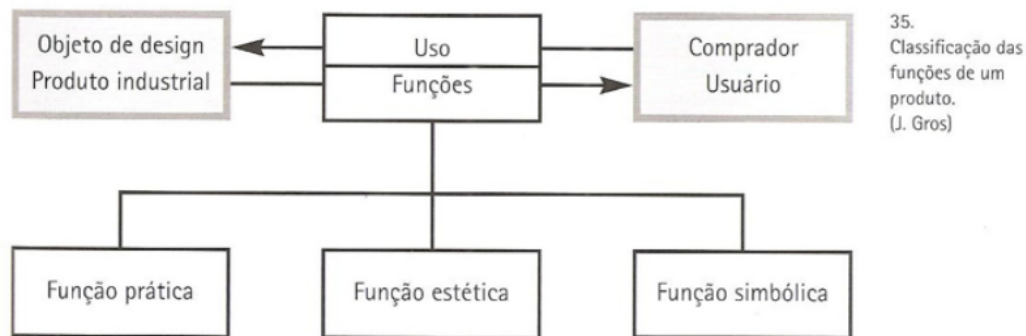 Objeto de design
Produto industrial
Uso
Funções
Comprador
Usuário
35.
Classificação das
funções de um
produto.
(J. Gros)
Função prática
Função estética
Função simbólica